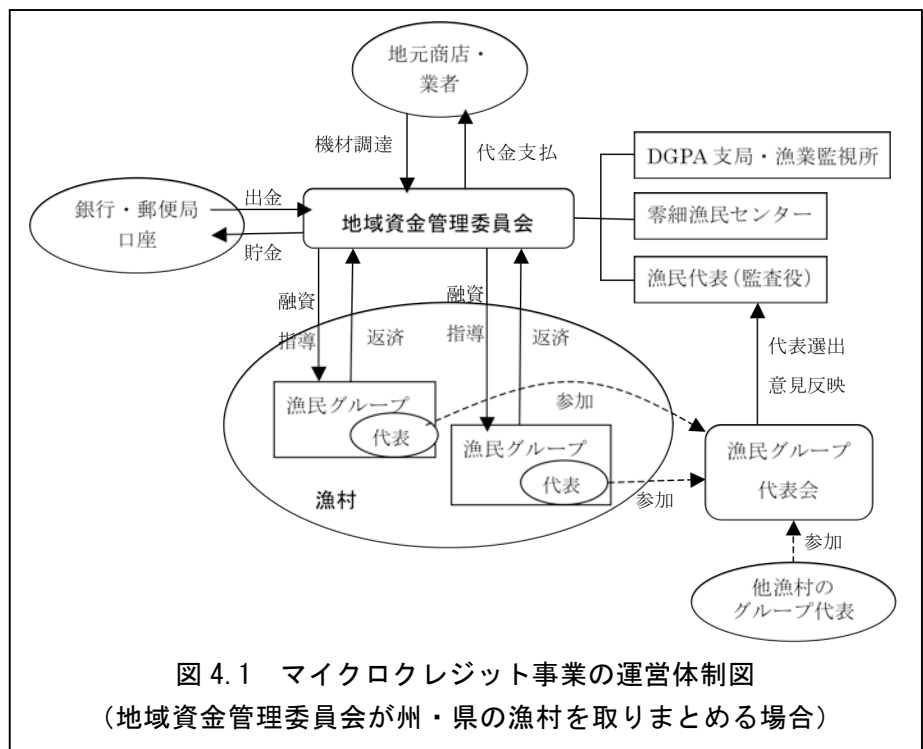 地元商店・
業者
機材調達
代金支払
DGPA 支局・漁業監視所
銀行・郵便局
口座
出金
貯金
地域資金管理委員会
零細漁民センター
漁民代表(監査役)
融資
指導
返済
融資
指導
返済
代表選出
意見反映
漁民グループ
代表
参加
漁民グループ
代表
参加
漁村
漁民グループ
代表会
参加
他漁村の
グループ代表
図 4.1 マイクロクレジット事業の運営体制図
(地域資金管理委員会が州・県の漁村を取りまとめる場合)